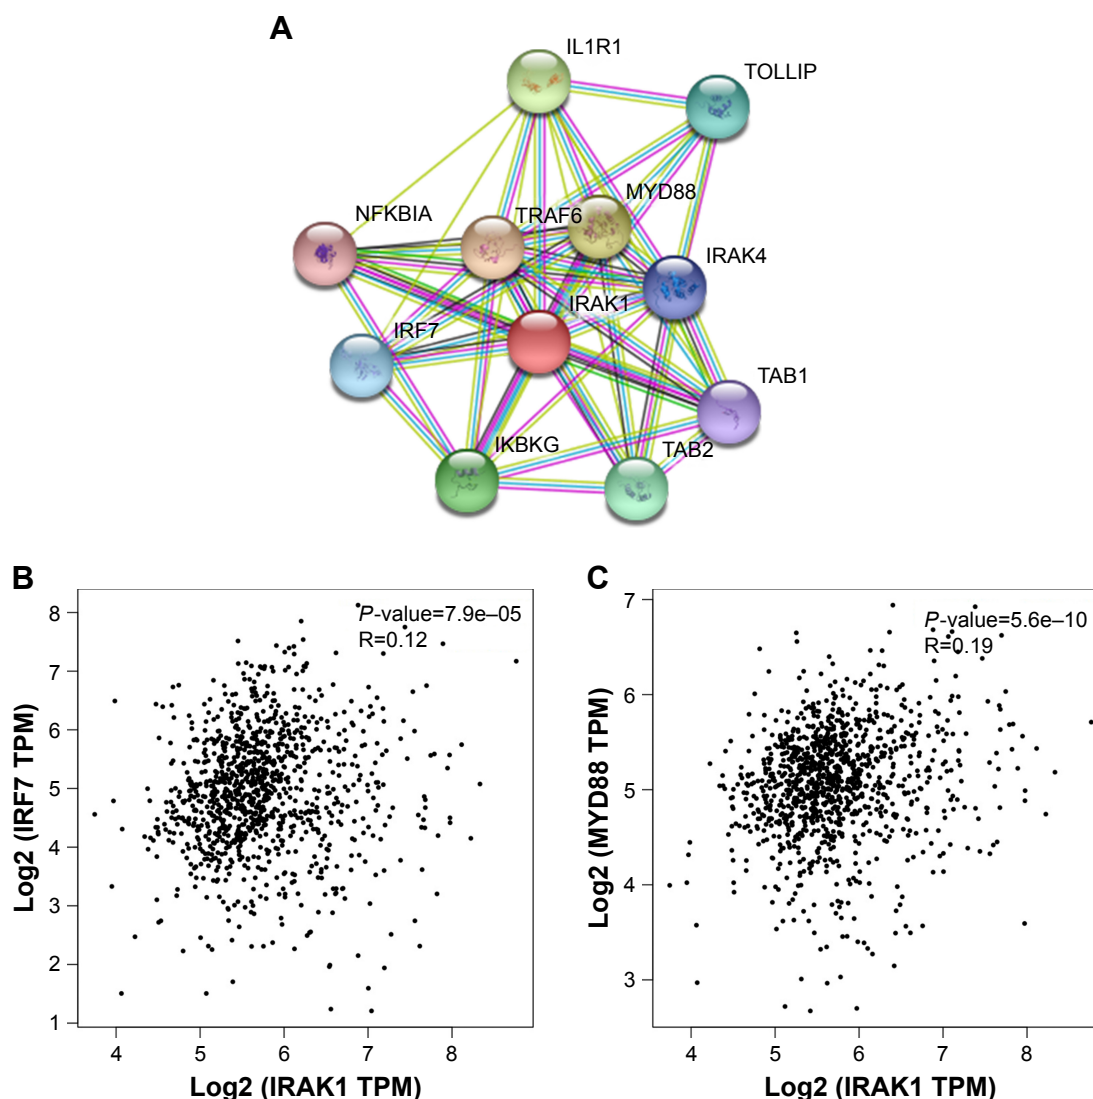 A
IL1R1
TOLLIP
MYD88
NFKBIA
TRAF6
IRAK4
IRAK1
IRF7
TAB1
IKBKG
TAB2
B
P-value=7.9e–05
R=0.12
8
7
6
5
4
3
2
1
Log2 (IRF7 TPM)
4 5 6 7 8
Log2 (IRAK1 TPM)
C
P-value=5.6e–10
R=0.19
7
6
5
4
3
Log2 (MYD88 TPM)
4 5 6 7 8
Log2 (IRAK1 TPM)